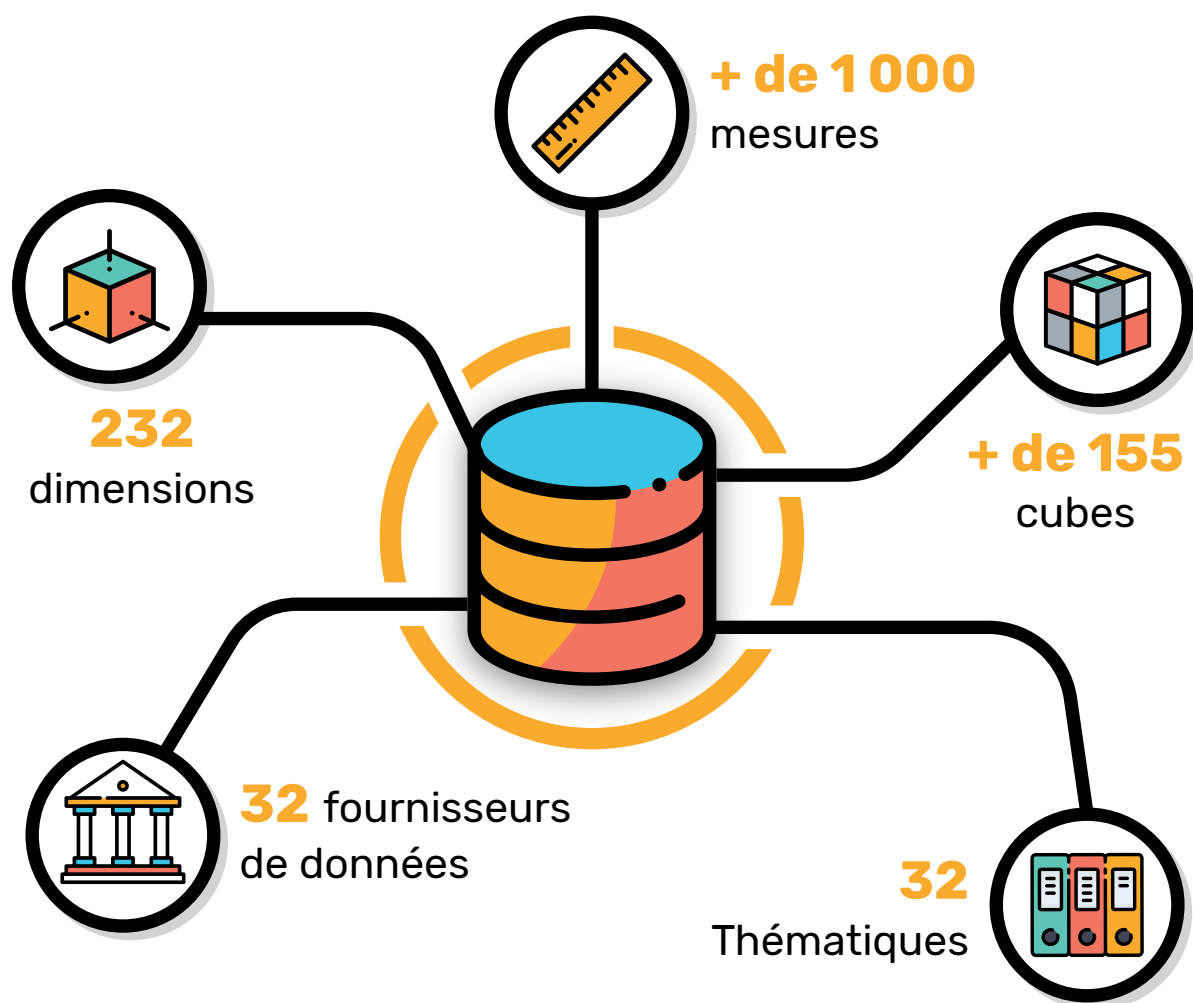 + de 1 000
mesures
232
dimensions
+ de 155
cubes
32 fournisseurs
de données
32
Thématiques